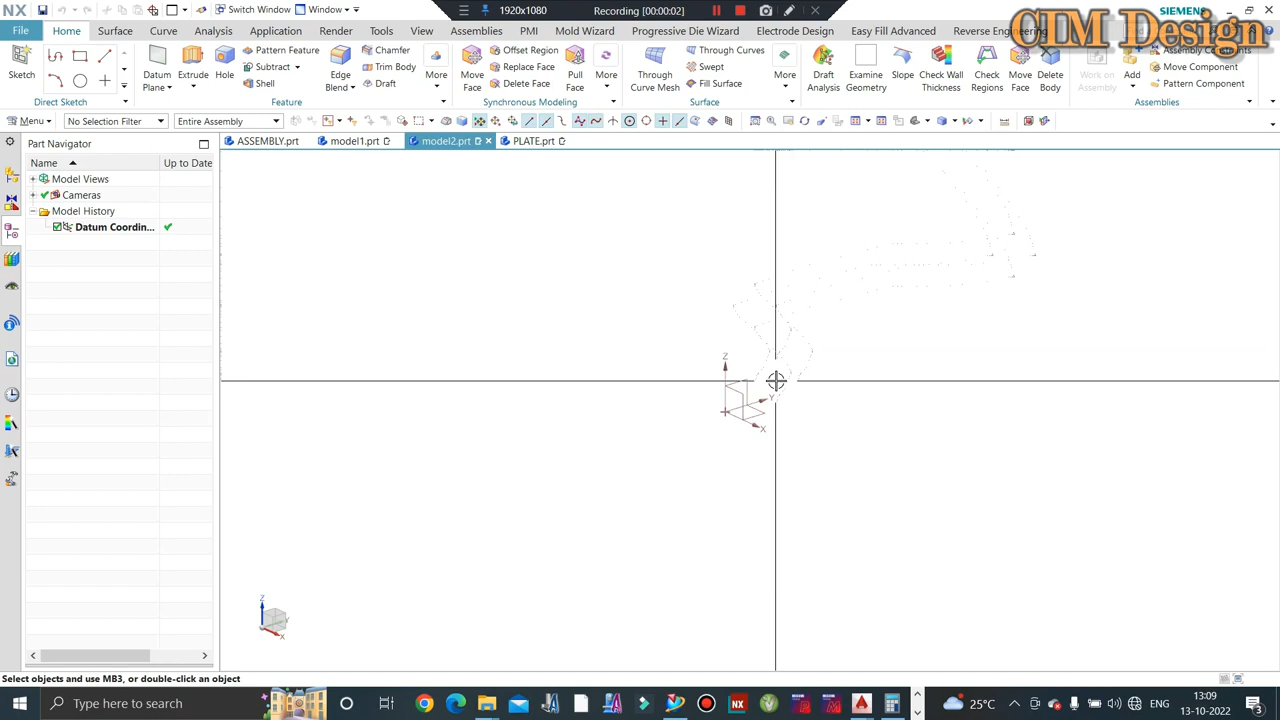 NX
Switch Window
Window
1920x1080
Recording [00:00:02]
SIEMENS
CIM Design
File
Home
Surface
Curve
Analysis
Application
Render
Tools
View
Assemblies
PMI
Mold Wizard
Progressive Die Wizard
Electrode Design
Easy Fill Advanced
Reverse Engineering
Sketch
Datum Plane
Extrude
Hole
Pattern Feature
Subtract
Shell
Edge Blend
Chamfer
Trim Body
Draft
More
Move Face
Offset Region
Replace Face
Delete Face
Pull Face
More
Through Curve Mesh
Through Curves
Swept
Fill Surface
More
Draft Analysis
Examine Geometry
Slope
Check Wall Thickness
Check Regions
Move Face
Delete Body
Work on Assembly
Add
Assembly Constraints
Move Component
Pattern Component
Direct Sketch
Feature
Synchronous Modeling
Surface
Assemblies
Menu
No Selection Filter
Entire Assembly
Part Navigator
ASSEMBLY.prt
model1.prt
model2.prt
PLATE.prt
Name
Up to Date
Model Views
Cameras
Model History
Datum Coordin...
Z
Y
X
Z
Y
X
Select objects and use MB3, or double-click an object
Type here to search
25°C
ENG
13:09
13-10-2022
3